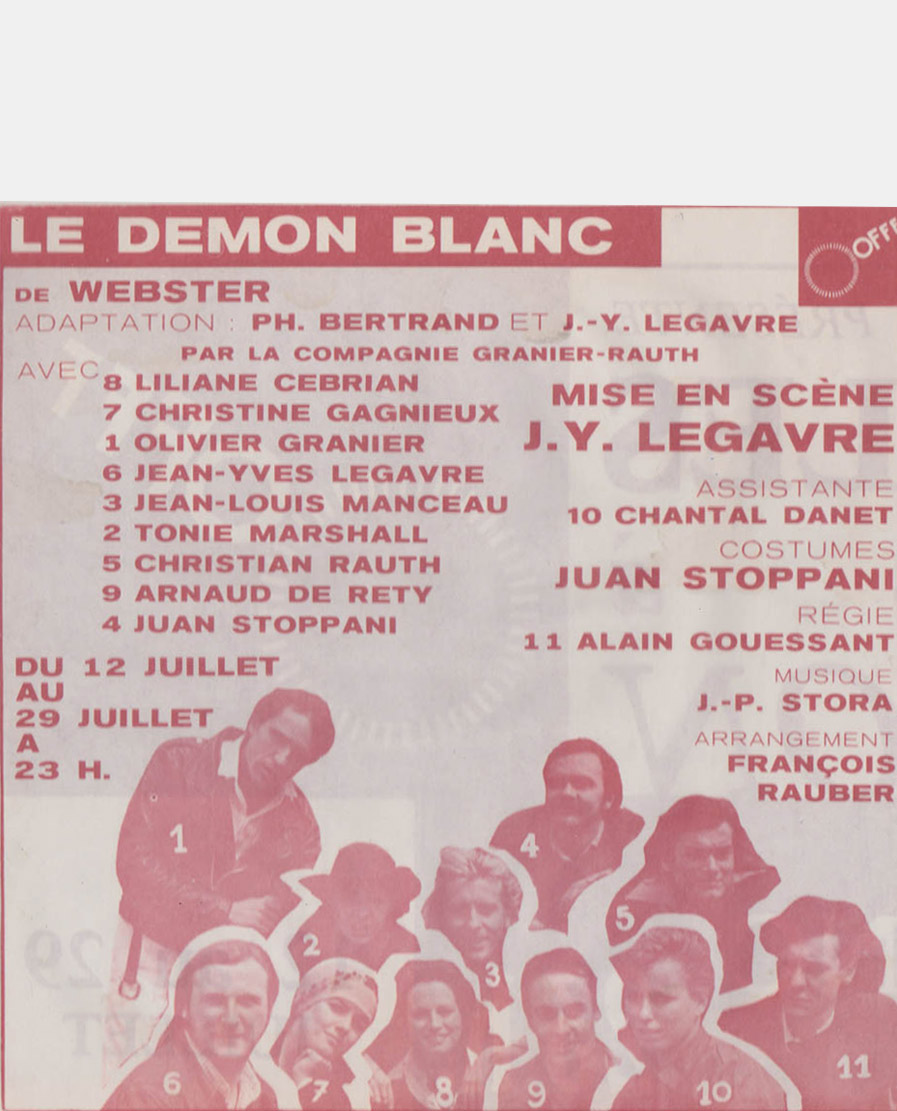 LE DEMON BLANC
OFF
DE WEBSTER
ADAPTATION : PH. BERTRAND ET J.-Y. LEGAVRE
PAR LA COMPAGNIE GRANIER-RAUTH
AVEC
8 LILIANE CEBRIAN
7 CHRISTINE GAGNIEUX
1 OLIVIER GRANIER
6 JEAN-YVES LEGAVRE
3 JEAN-LOUIS MANCEAU
2 TONIE MARSHALL
5 CHRISTIAN RAUTH
9 ARNAUD DE RETY
4 JUAN STOPPANI
MISE EN SCÈNE
J.Y. LEGAVRE
ASSISTANTE
10 CHANTAL DANET
COSTUMES
JUAN STOPPANI
RÉGIE
11 ALAIN GOUESSANT
MUSIQUE
J.-P. STORA
ARRANGEMENT
FRANÇOIS
RAUBER
DU 12 JUILLET
AU
29 JUILLET
A
23 H.
1
4
5
2
3
6
7
8
9
10
11